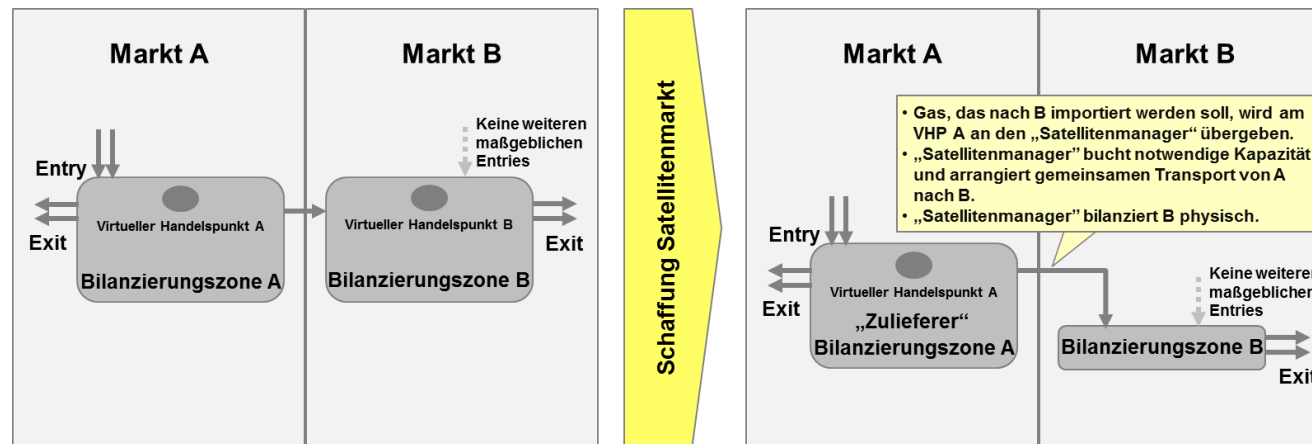 Markt A
Markt B
Keine weiteren
maßgeblichen
Entries
Entry
Virtueller Handelspunkt A
Virtueller Handelspunkt B
Exit
Exit
Bilanzierungszone A
Bilanzierungszone B
Schaffung Satellitenmarkt
Markt A
Markt B
• Gas, das nach B importiert werden soll, wird am
VHP A an den „Satellitenmanager“ übergeben.
• „Satellitenmanager“ bucht notwendige Kapazität
und arrangiert gemeinsamen Transport von A
nach B.
• „Satellitenmanager“ bilanziert B physisch.
Entry
Exit
Virtueller Handelspunkt A
„Zulieferer“
Bilanzierungszone A
Keine weiteren
maßgeblichen
Entries
Bilanzierungszone B
Exit